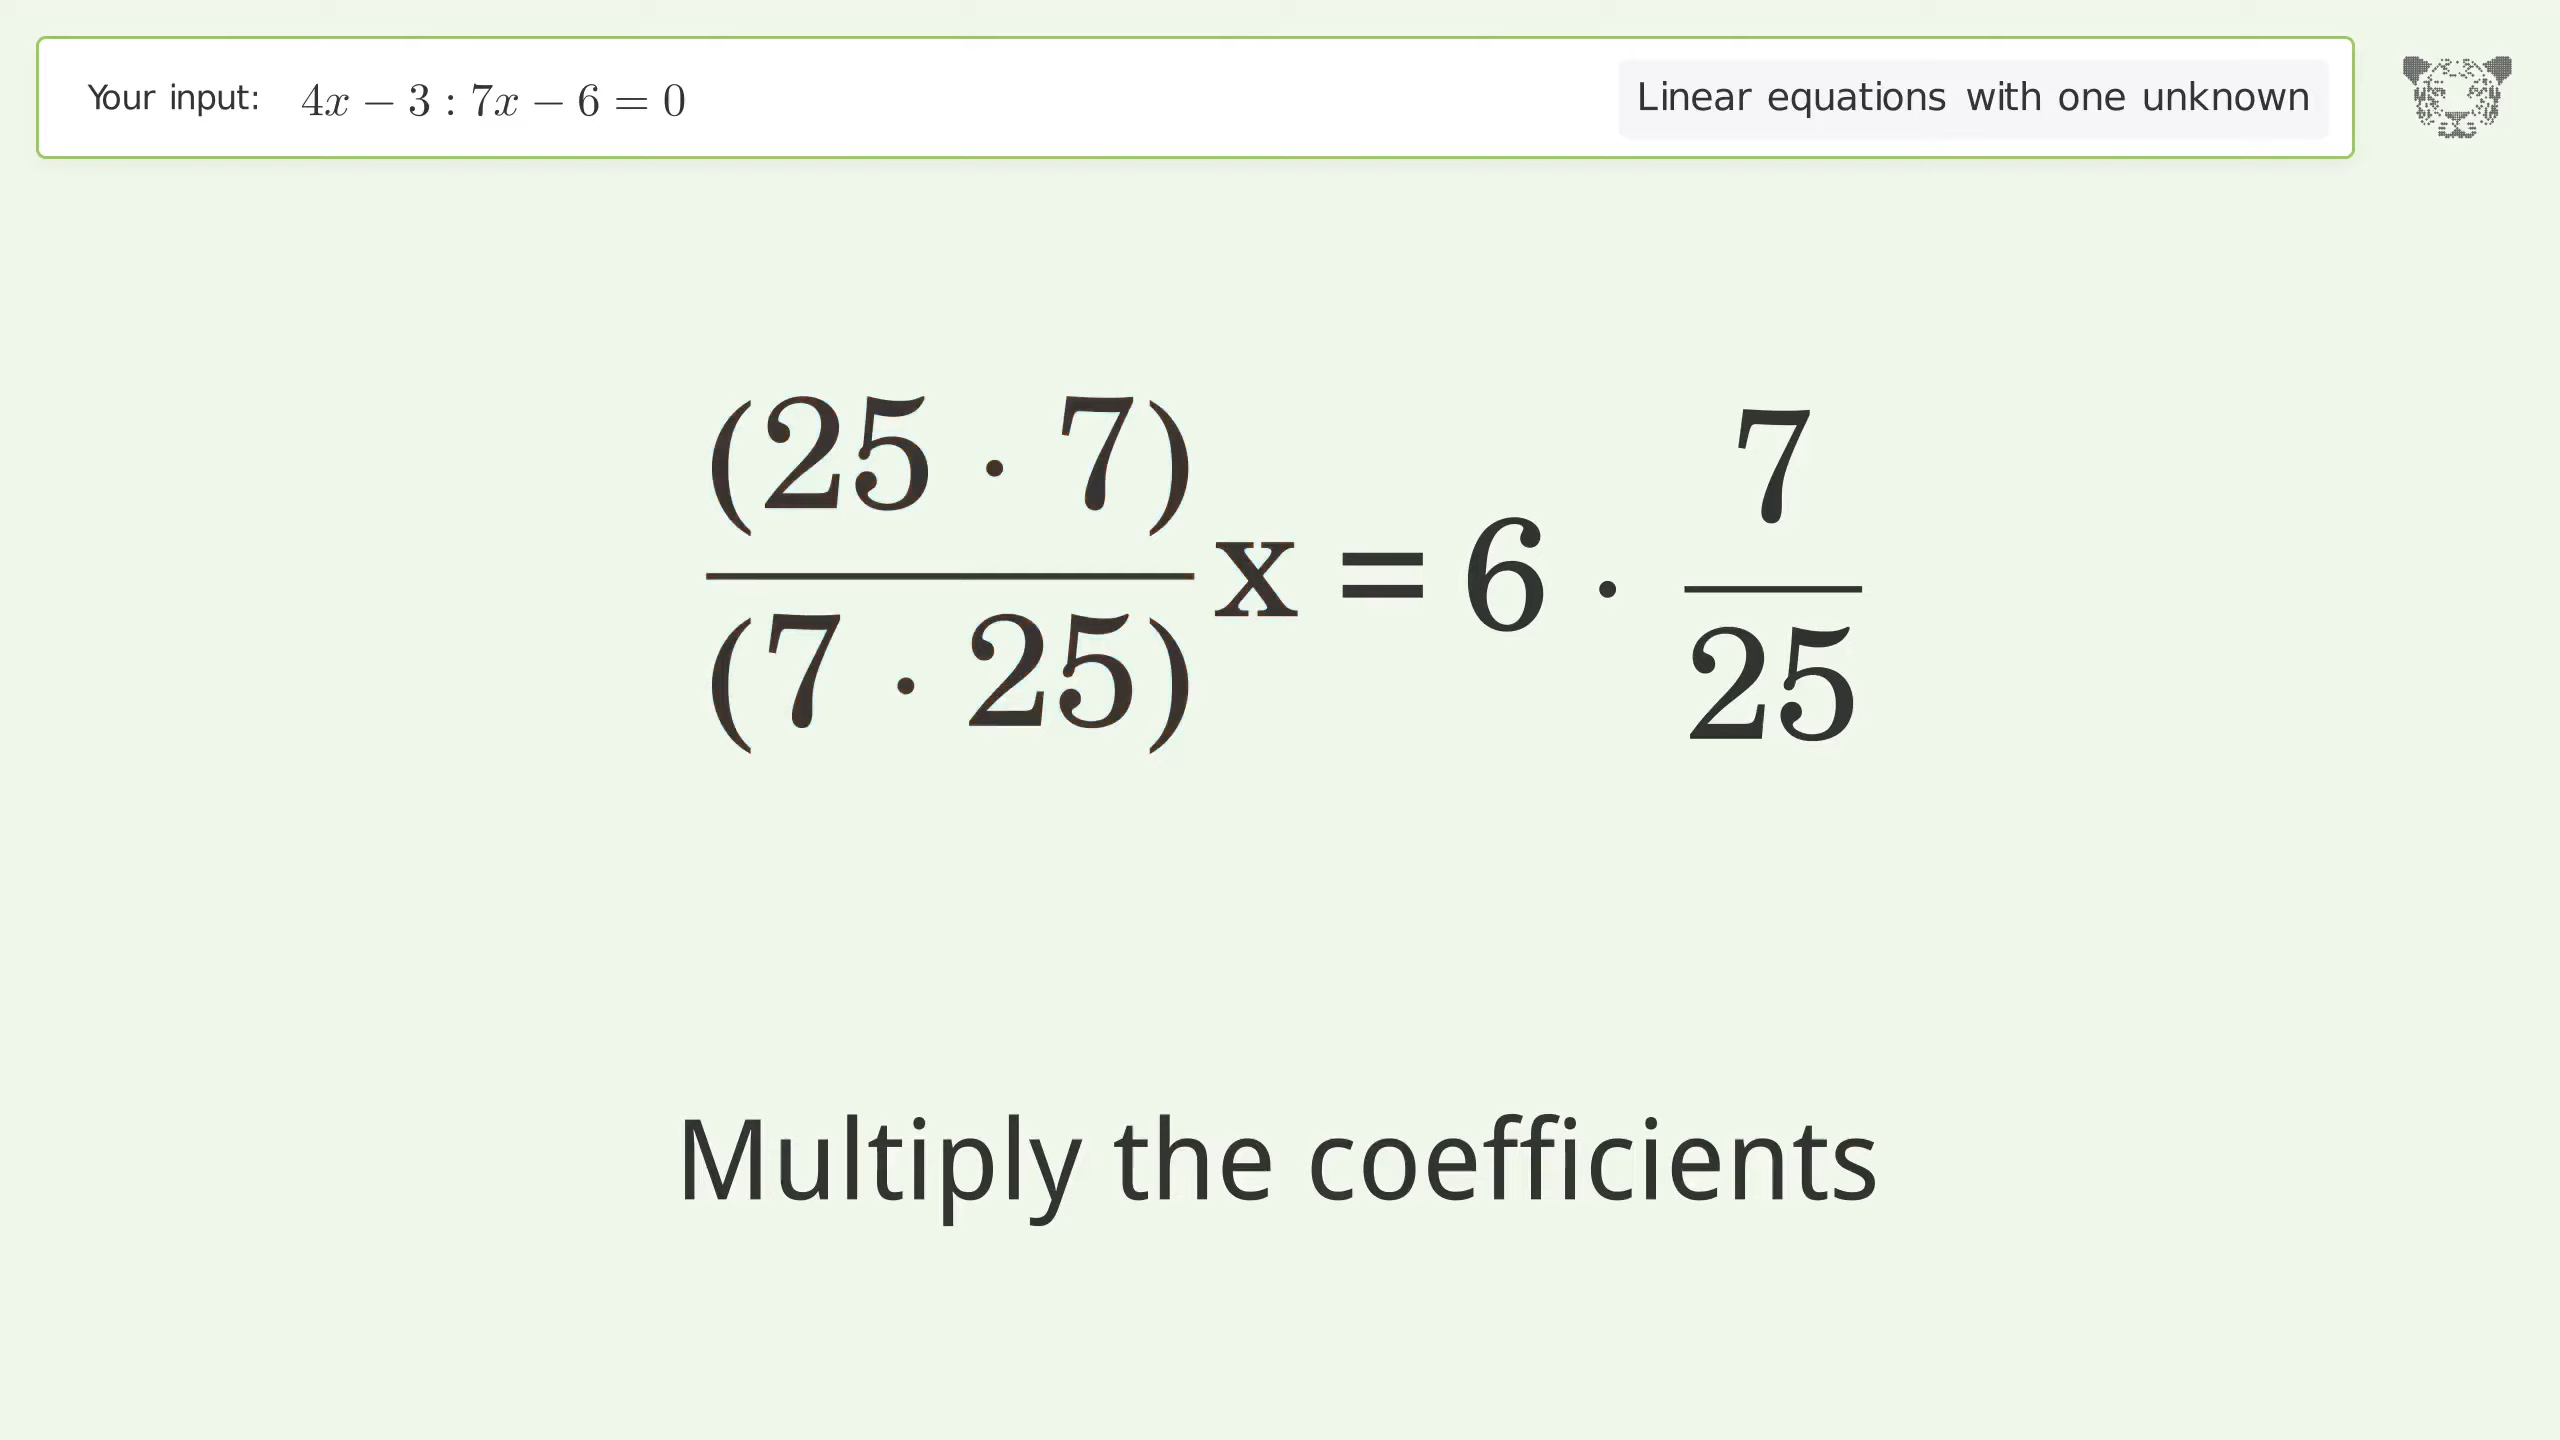 Your input: 4x − 3 : 7x − 6 = 0
Linear equations with one unknown
(25 · 7)/(7 · 25) x = 6 · 7/25
Multiply the coefficients